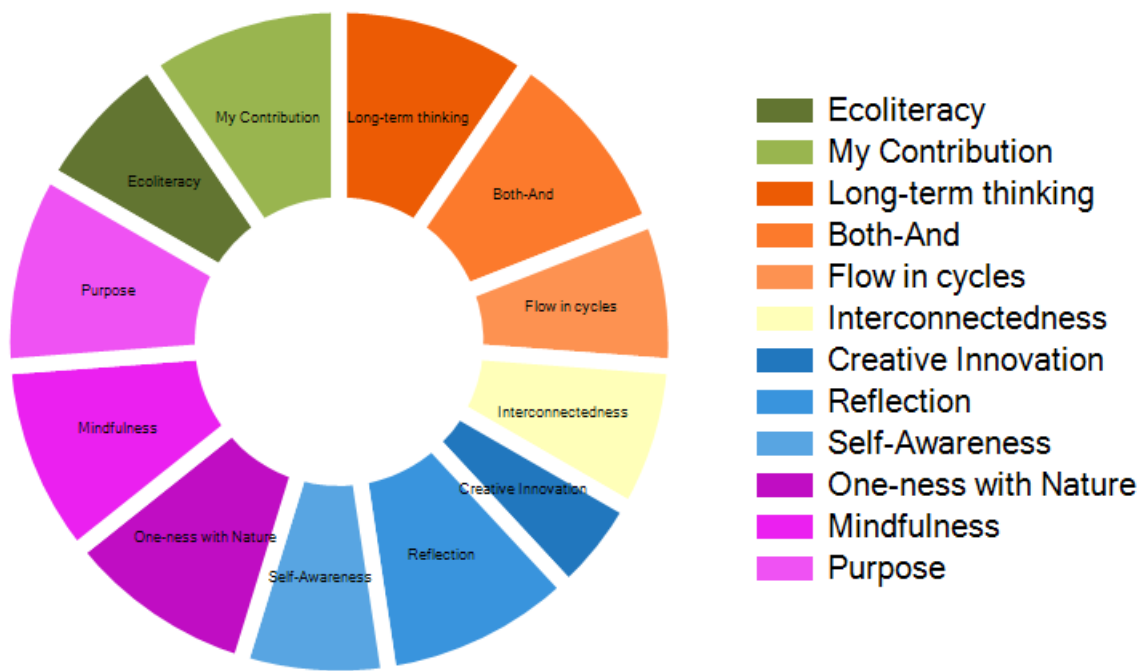 My Contribution
Long-term thinking
Ecoliteracy
Both-And
Purpose
Flow in cycles
Mindfulness
Interconnectedness
Creative Innovation
One-ness with Nature
Reflection
Self-Awareness
Ecoliteracy
My Contribution
Long-term thinking
Both-And
Flow in cycles
Interconnectedness
Creative Innovation
Reflection
Self-Awareness
One-ness with Nature
Mindfulness
Purpose